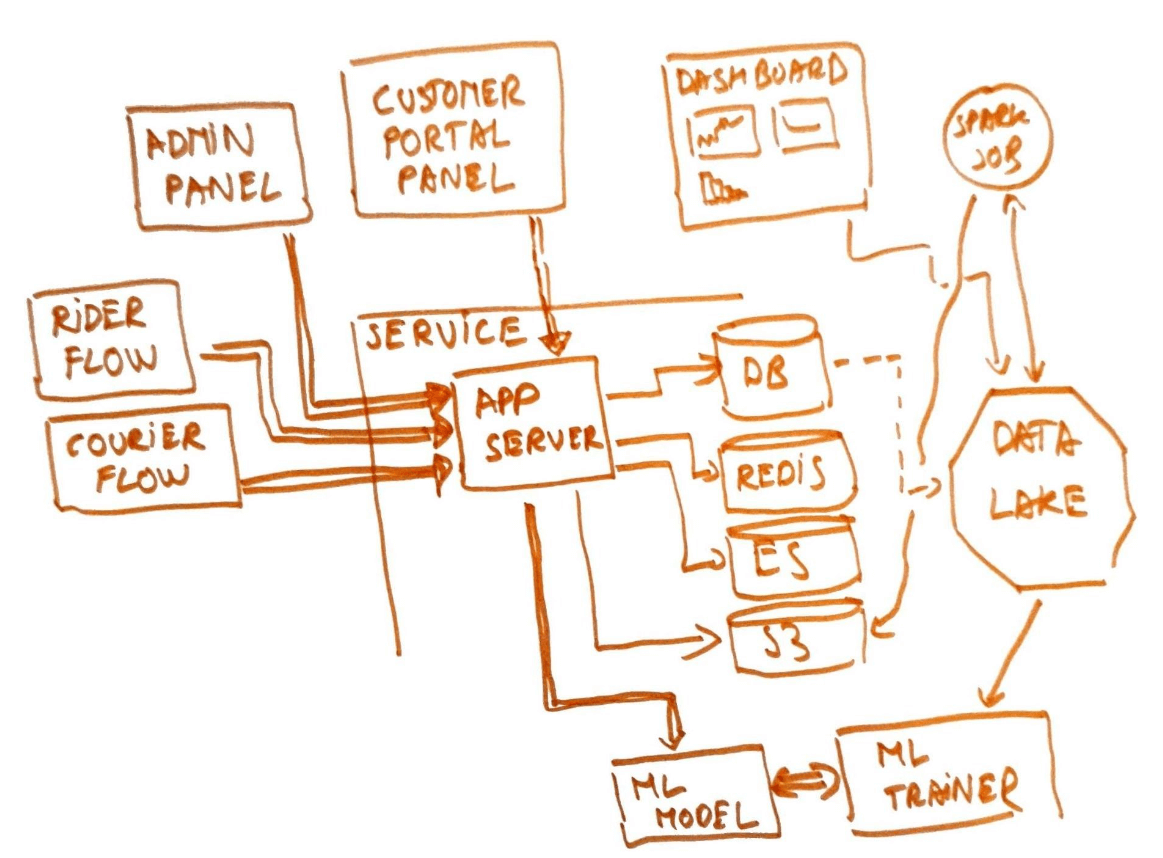 ADMIN
PANEL
CUSTOMER
PORTAL
PANEL
DASHBOARD
SPARK
JOB
RIDER
FLOW
COURIER
FLOW
SERVICE
APP
SERVER
DB
REDIS
ES
S3
DATA
LAKE
ML
MODEL
ML
TRAINER